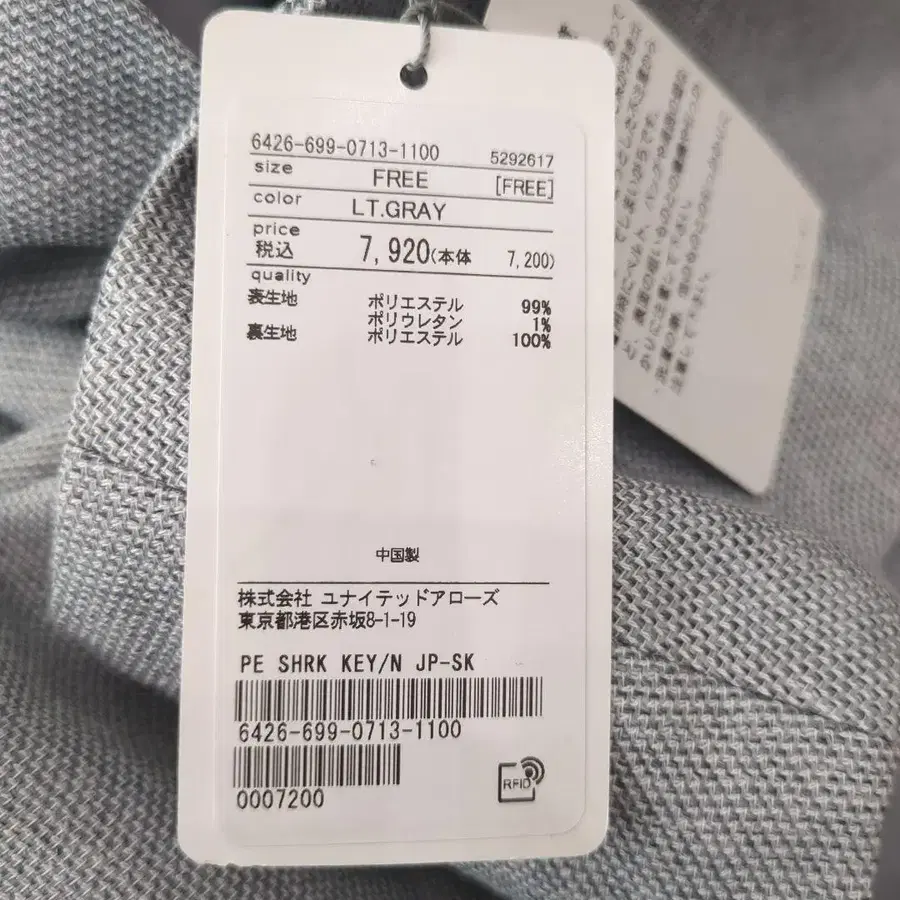 6426-699-0713-1100
5292617
size FREE [FREE]
color LT.GRAY
price
税込 7,920(本体 7,200)
quality
表生地 ポリエステル 99%
ポリウレタン 1%
裏生地 ポリエステル 100%
中国製
株式会社 ユナイテッドアローズ
東京都港区赤坂8-1-19
PE SHRK KEY/N JP-SK
6426-699-0713-1100
0007200
RFID